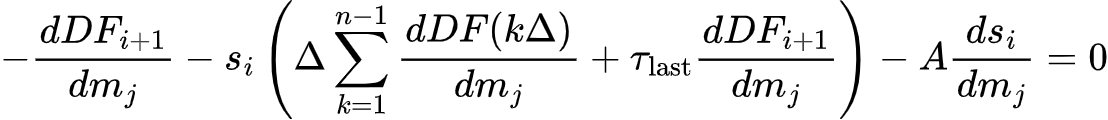 $-\frac{dDF_{i+1}}{dm_j} - s_i \left( \Delta \sum_{k=1}^{n-1} \frac{dDF(k\Delta)}{dm_j} + \tau_{\text{last}} \frac{dDF_{i+1}}{dm_j} \right) - A \frac{ds_i}{dm_j} = 0$